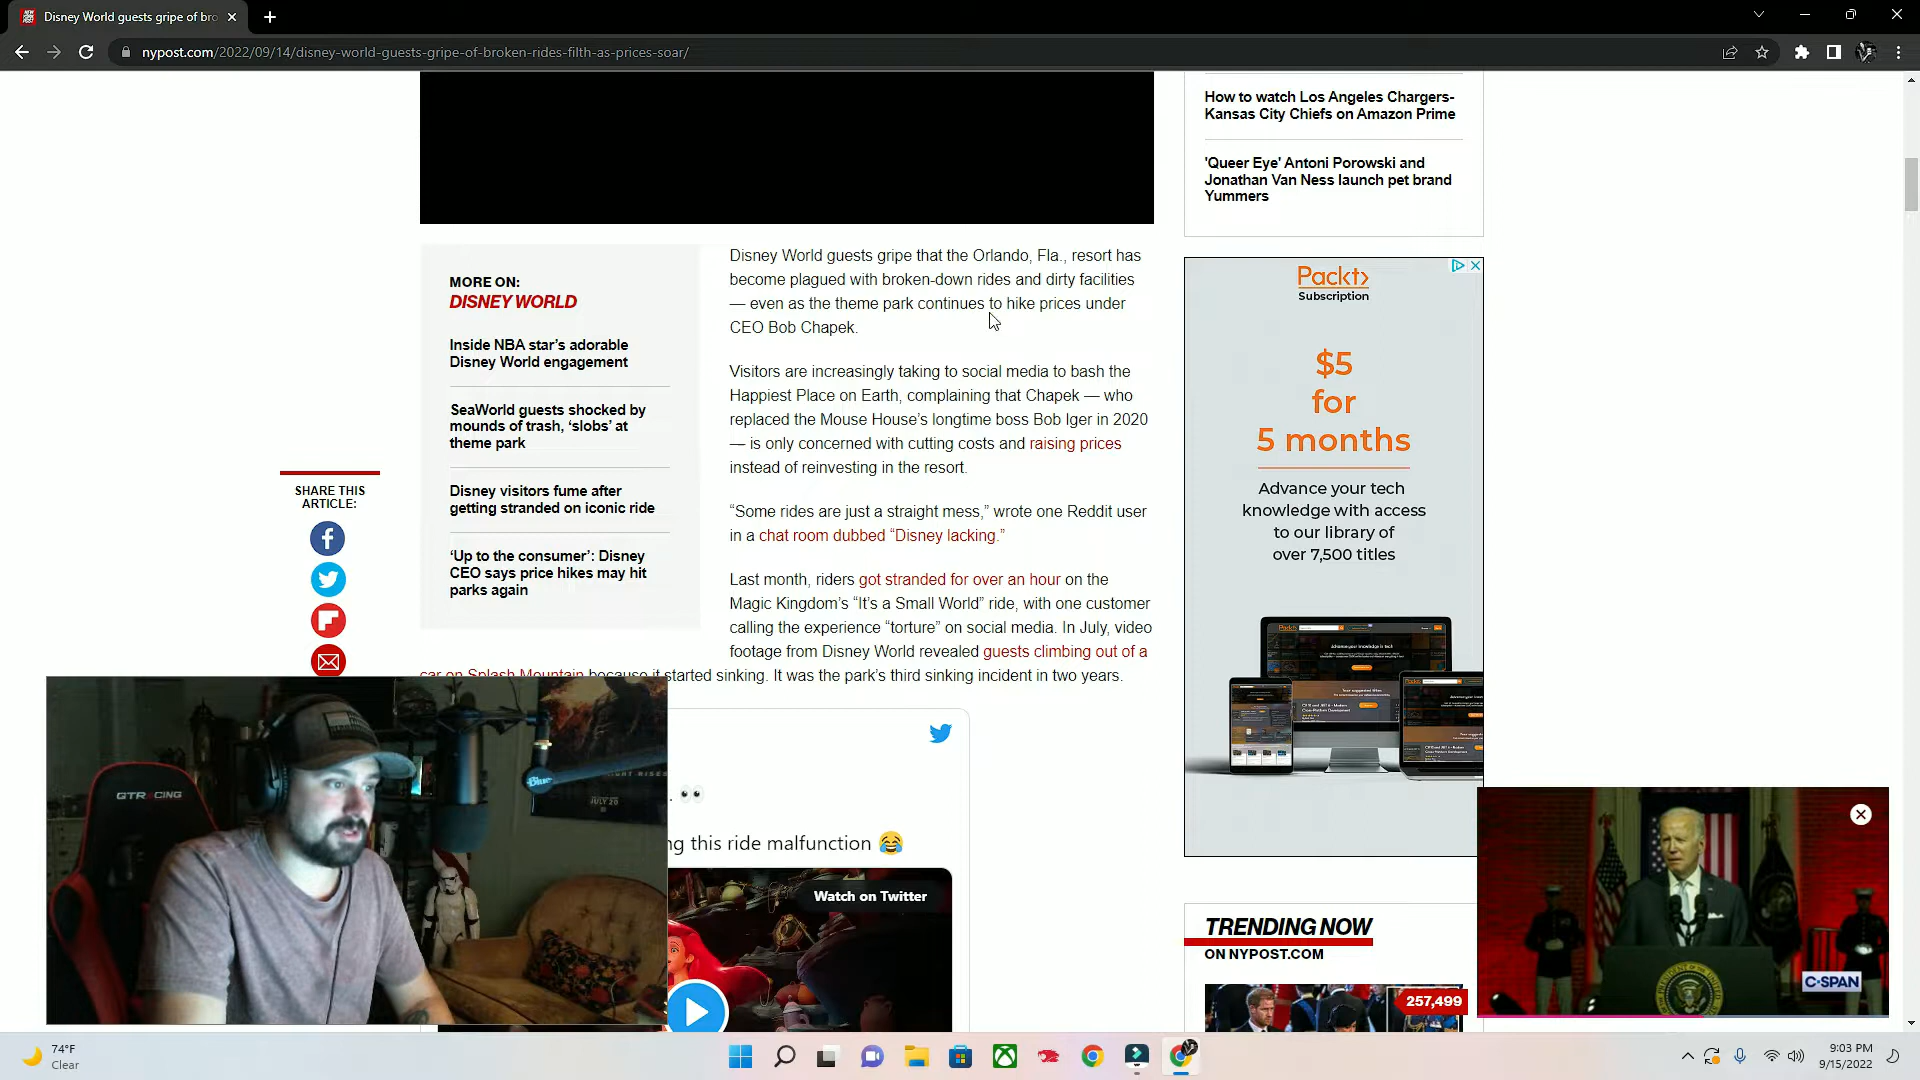 Disney World guests gripe of bro
nypost.com/2022/09/14/disney-world-guests-gripe-of-broken-rides-filth-as-prices-soar/
How to watch Los Angeles Chargers-
Kansas City Chiefs on Amazon Prime
'Queer Eye' Antoni Porowski and
Jonathan Van Ness launch pet brand
Yummers
MORE ON:
DISNEY WORLD
Inside NBA star's adorable
Disney World engagement
SeaWorld guests shocked by
mounds of trash, 'slobs' at
theme park
Disney visitors fume after
getting stranded on iconic ride
'Up to the consumer': Disney
CEO says price hikes may hit
parks again
SHARE THIS
ARTICLE:
Disney World guests gripe that the Orlando, Fla., resort has
become plagued with broken-down rides and dirty facilities
— even as the theme park continues to hike prices under
CEO Bob Chapek.
Visitors are increasingly taking to social media to bash the
Happiest Place on Earth, complaining that Chapek — who
replaced the Mouse House's longtime boss Bob Iger in 2020
— is only concerned with cutting costs and raising prices
instead of reinvesting in the resort.
“Some rides are just a straight mess,” wrote one Reddit user
in a chat room dubbed “Disney lacking.”
Last month, riders got stranded for over an hour on the
Magic Kingdom's “It's a Small World” ride, with one customer
calling the experience “torture” on social media. In July, video
footage from Disney World revealed guests climbing out of a
car on Splash Mountain because it started sinking. It was the park's third sinking incident in two years.
. 👀
ng this ride malfunction 😂
Watch on Twitter
Packt>
Subscription
$5
for
5 months
Advance your tech
knowledge with access
to our library of
over 7,500 titles
TRENDING NOW
ON NYPOST.COM
257,499
C-SPAN
GTRACING
JULY 20
Blue
74°F
Clear
9:03 PM
9/15/2022